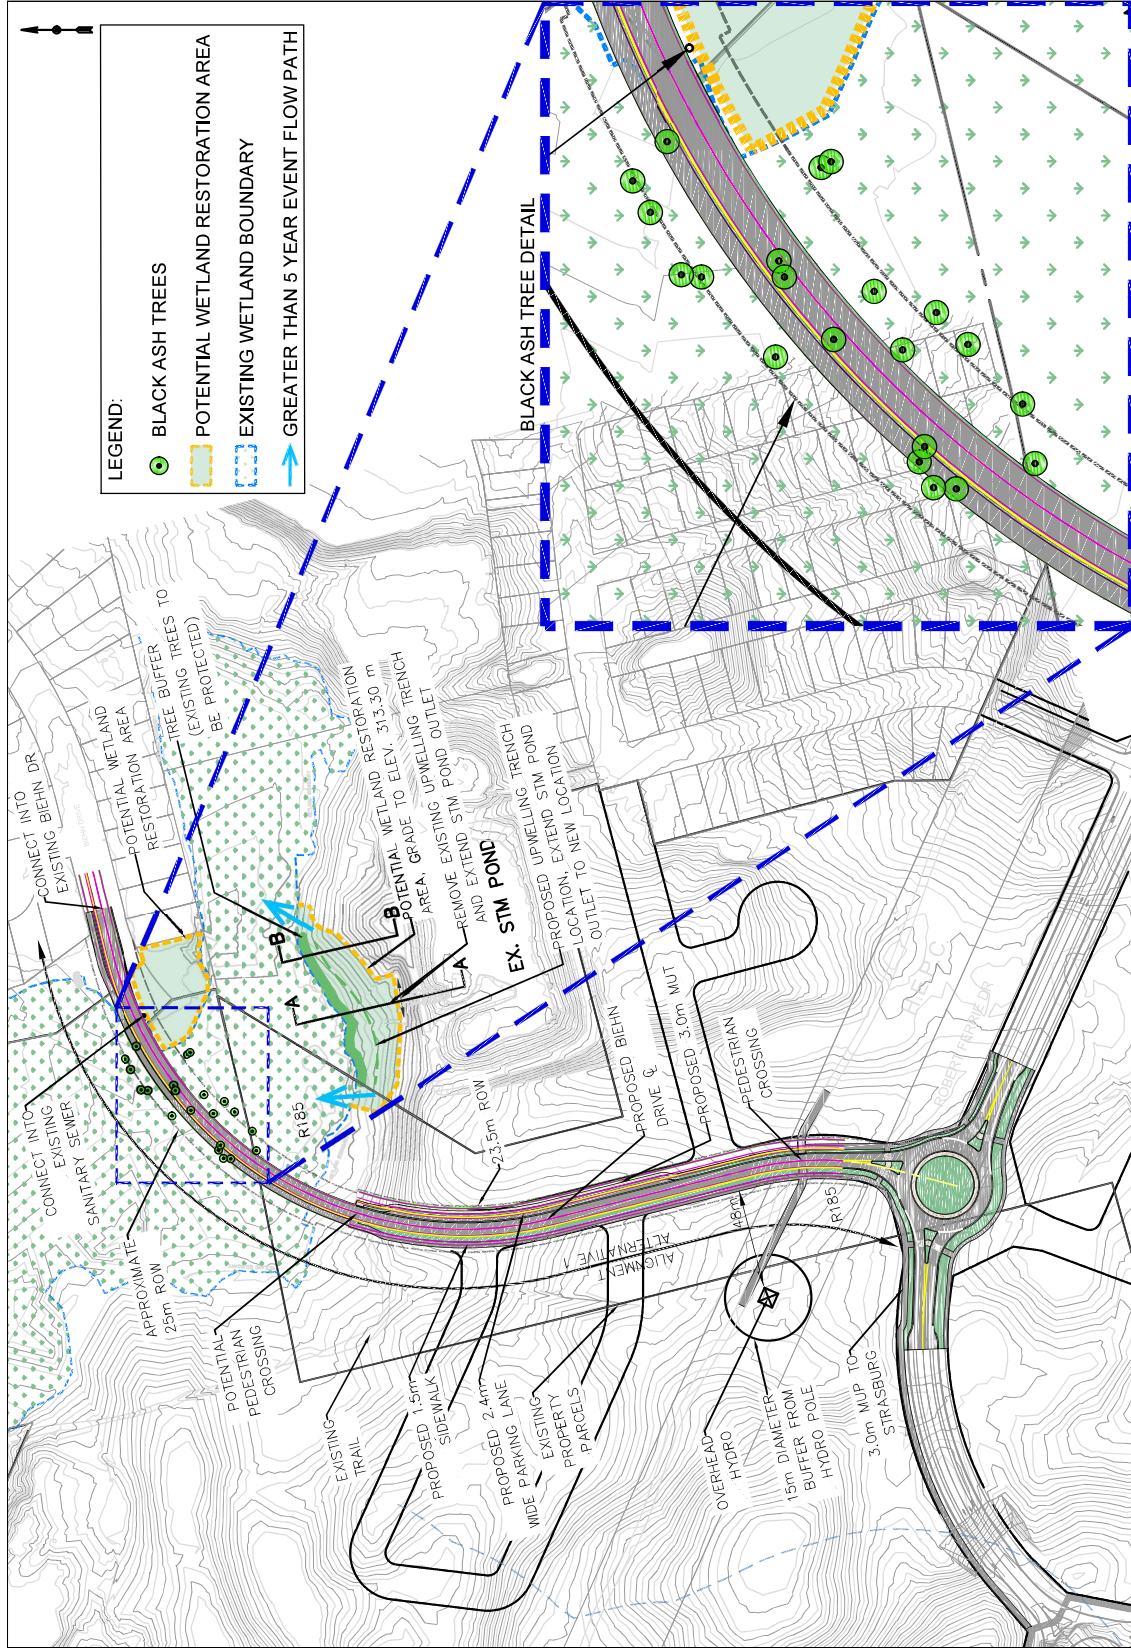 LEGEND:
BLACK ASH TREES
POTENTIAL WETLAND RESTORATION AREA
EXISTING WETLAND BOUNDARY
GREATER THAN 5 YEAR EVENT FLOW PATH
BLACK ASH TREE DETAIL
CONNECT INTO
EXISTING BIEHN DR
POTENTIAL WETLAND
RESTORATION AREA
TREE BUFFER
(EXISTING TREES TO
BE PROTECTED)
POTENTIAL WETLAND RESTORATION
AREA, GRADE TO ELEV. 313.30 m
REMOVE EXISTING UPWELLING TRENCH
AND EXTEND STM POND OUTLET
EX. STM POND
PROPOSED UPWELLING TRENCH
LOCATION, EXTEND STM POND
OUTLET TO NEW LOCATION
B
B
A
A
CONNECT INTO
EXISTING
SANITARY SEWER
R185
APPROXIMATE
25m ROW
POTENTIAL
PEDESTRIAN
CROSSING
23.5m ROW
PROPOSED BIEHN
DRIVE ℄
PROPOSED 3.0m MUT
PEDESTRIAN
CROSSING
ALIGNMENT
ALTERNATIVE 1
48m
R185
ROBERT FERRIER
EXISTING
TRAIL
PROPOSED 1.5m
SIDEWALK
PROPOSED 2.4m
WIDE PARKING LANE
EXISTING
PROPERTY
PARCELS
OVERHEAD
HYDRO
15m DIAMETER
BUFFER FROM
HYDRO POLE
3.0m MUP TO
STRASBURG